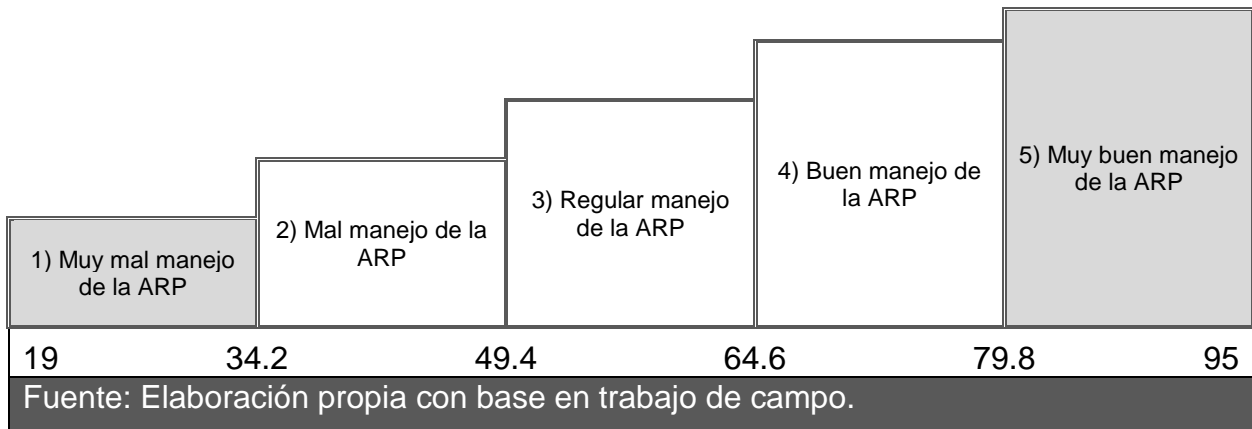 1) Muy mal manejo
de la ARP
2) Mal manejo de la
ARP
3) Regular manejo
de la ARP
4) Buen manejo de
la ARP
5) Muy buen manejo
de la ARP
19 34.2 49.4 64.6 79.8 95
Fuente: Elaboración propia con base en trabajo de campo.